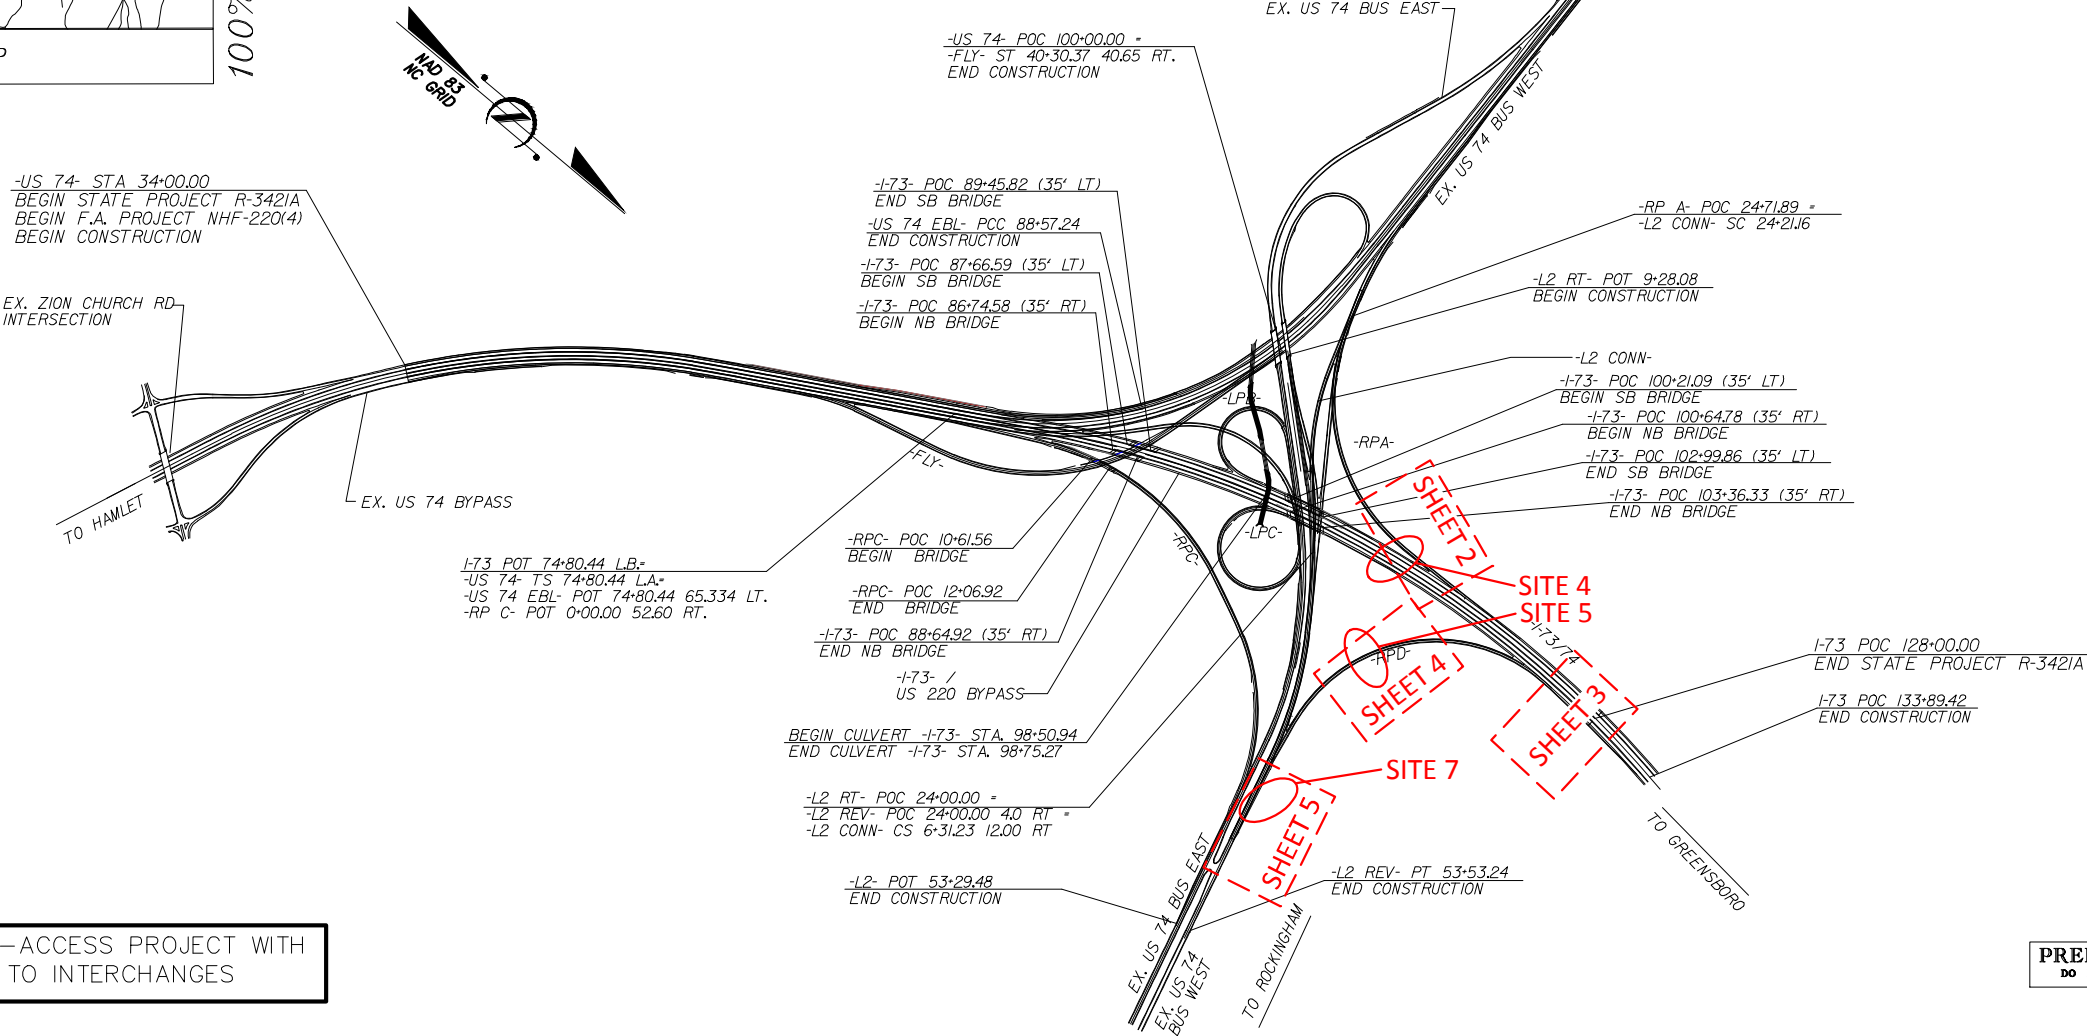 100%
P
NAD 83
NC GRID
EX. US 74 BUS EAST
-US 74- POC 100+00.00 =
-FLY- ST 40+30.37 40.65 RT.
END CONSTRUCTION
EX. US 74 BUS WEST
-US 74- STA 34+00.00
BEGIN STATE PROJECT R-3421A
BEGIN F.A. PROJECT NHF-220(4)
BEGIN CONSTRUCTION
-I-73- POC 89+45.82 (35' LT)
END SB BRIDGE
-US 74 EBL- PCC 88+57.24
END CONSTRUCTION
-I-73- POC 87+66.59 (35' LT)
BEGIN SB BRIDGE
-I-73- POC 86+74.58 (35' RT)
BEGIN NB BRIDGE
-RP A- POC 24+71.89 =
-L2 CONN- SC 24+21.16
-L2 RT- POT 9+28.08
BEGIN CONSTRUCTION
EX. ZION CHURCH RD
INTERSECTION
-L2 CONN-
-I-73- POC 100+21.09 (35' LT)
BEGIN SB BRIDGE
-I-73- POC 100+64.78 (35' RT)
BEGIN NB BRIDGE
-I-73- POC 102+99.86 (35' LT)
END SB BRIDGE
-I-73- POC 103+36.33 (35' RT)
END NB BRIDGE
-LPB-
-RPA-
-FLY-
TO HAMLET
EX. US 74 BYPASS
-LPC-
-RPC-
SHEET 2
SITE 4
SITE 5
-RPC- POC 10+61.56
BEGIN BRIDGE
I-73 POT 74+80.44 L.B.=
-US 74- TS 74+80.44 L.A.=
-US 74 EBL- POT 74+80.44 65.334 LT.
-RP C- POT 0+00.00 52.60 RT.
-RPC- POC 12+06.92
END BRIDGE
-I-73- POC 88+64.92 (35' RT)
END NB BRIDGE
-I-73- /
US 220 BYPASS
-I-73/74
-RPD-
SHEET 4
SHEET 3
I-73 POC 128+00.00
END STATE PROJECT R-3421A
I-73 POC 133+89.42
END CONSTRUCTION
BEGIN CULVERT -I-73- STA. 98+50.94
END CULVERT -I-73- STA. 98+75.27
SITE 7
SHEET 5
-L2 RT- POC 24+00.00 =
-L2 REV- POC 24+00.00 4.0 RT =
-L2 CONN- CS 6+31.23 12.00 RT
TO GREENSBORO
-L2- POT 53+29.48
END CONSTRUCTION
-L2 REV- PT 53+53.24
END CONSTRUCTION
EX. US 74 BUS EAST
EX. US 74
BUS WEST
TO ROCKINGHAM
-ACCESS PROJECT WITH
TO INTERCHANGES
DO